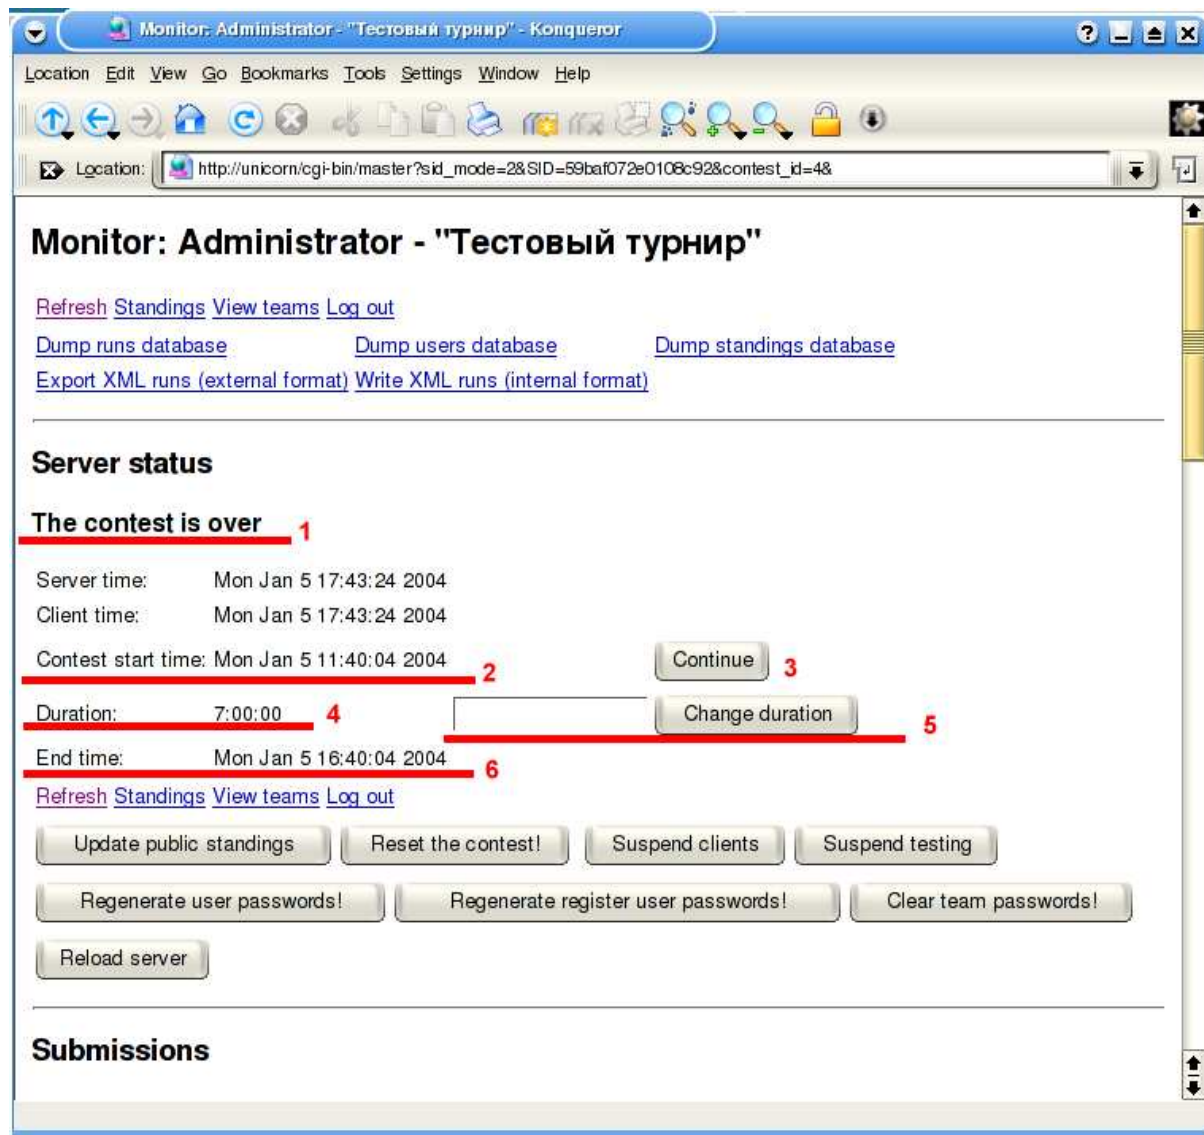 Monitor: Administrator - "Тестовый турнир" - Konqueror
Location Edit View Go Bookmarks Tools Settings Window Help
Location: http://unicorn/cgi-bin/master?sid_mode=2&SID=59baf072e0108c92&contest_id=4&
Monitor: Administrator - "Тестовый турнир"
Refresh Standings View teams Log out
Dump runs database Dump users database Dump standings database
Export XML runs (external format) Write XML runs (internal format)
Server status
The contest is over 1
Server time: Mon Jan 5 17:43:24 2004
Client time: Mon Jan 5 17:43:24 2004
Contest start time: Mon Jan 5 11:40:04 2004 2 Continue 3
Duration: 7:00:00 4 Change duration 5
End time: Mon Jan 5 16:40:04 2004 6
Refresh Standings View teams Log out
Update public standings Reset the contest! Suspend clients Suspend testing
Regenerate user passwords! Regenerate register user passwords! Clear team passwords!
Reload server
Submissions